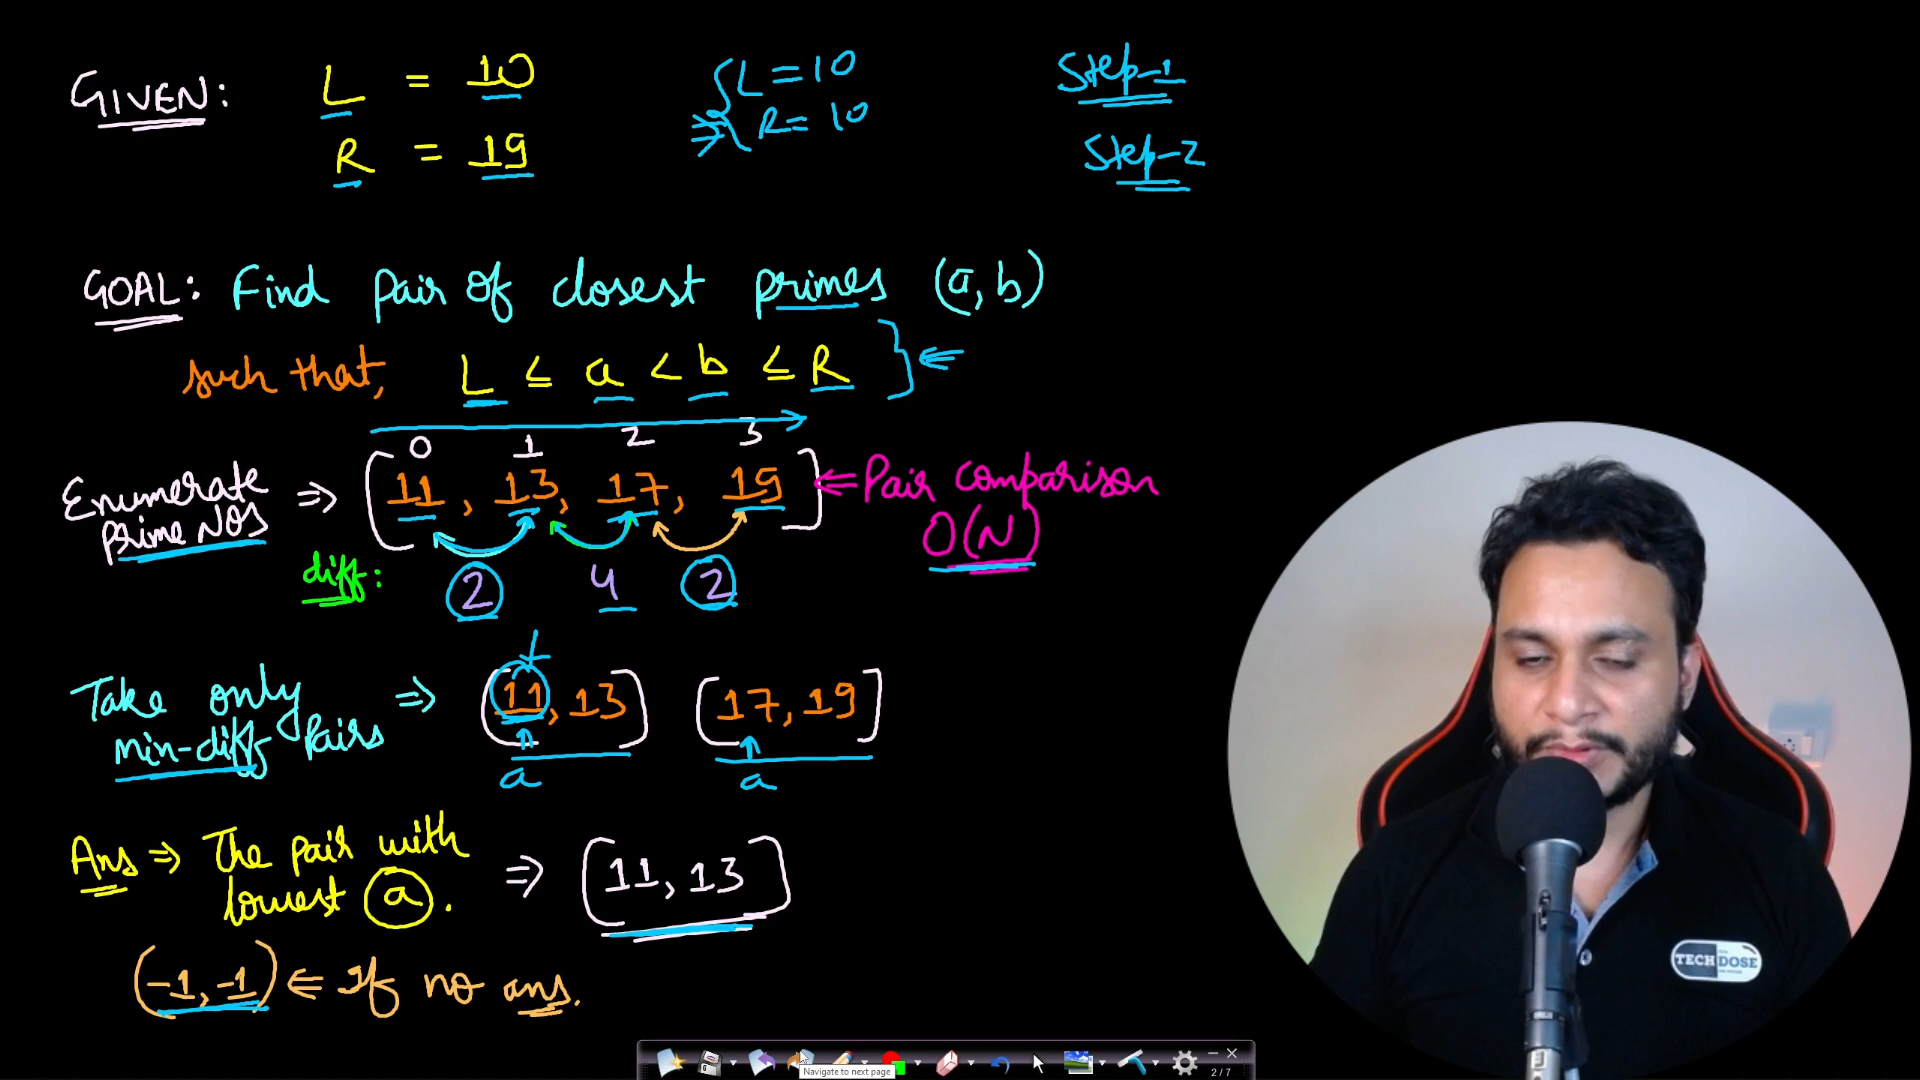 GIVEN: L = 10
R = 19
L = 10
R = 10
Step-1
Step-2
GOAL: Find pair of closest primes (a, b)
such that, L ≤ a < b ≤ R
0 1 2 3
Enumerate prime NOs ⇒ [11, 13, 17, 19] ⇐ Pair comparison
O(N)
diff: 2 4 2
Take only min-diff Pairs ⇒ [11, 13] [17, 19]
a a
Ans ⇒ The pair with lowest a. ⇒ [11, 13]
(-1, -1) ⇐ If no ans.
TECH DOSE
Navigate to next page
2/7